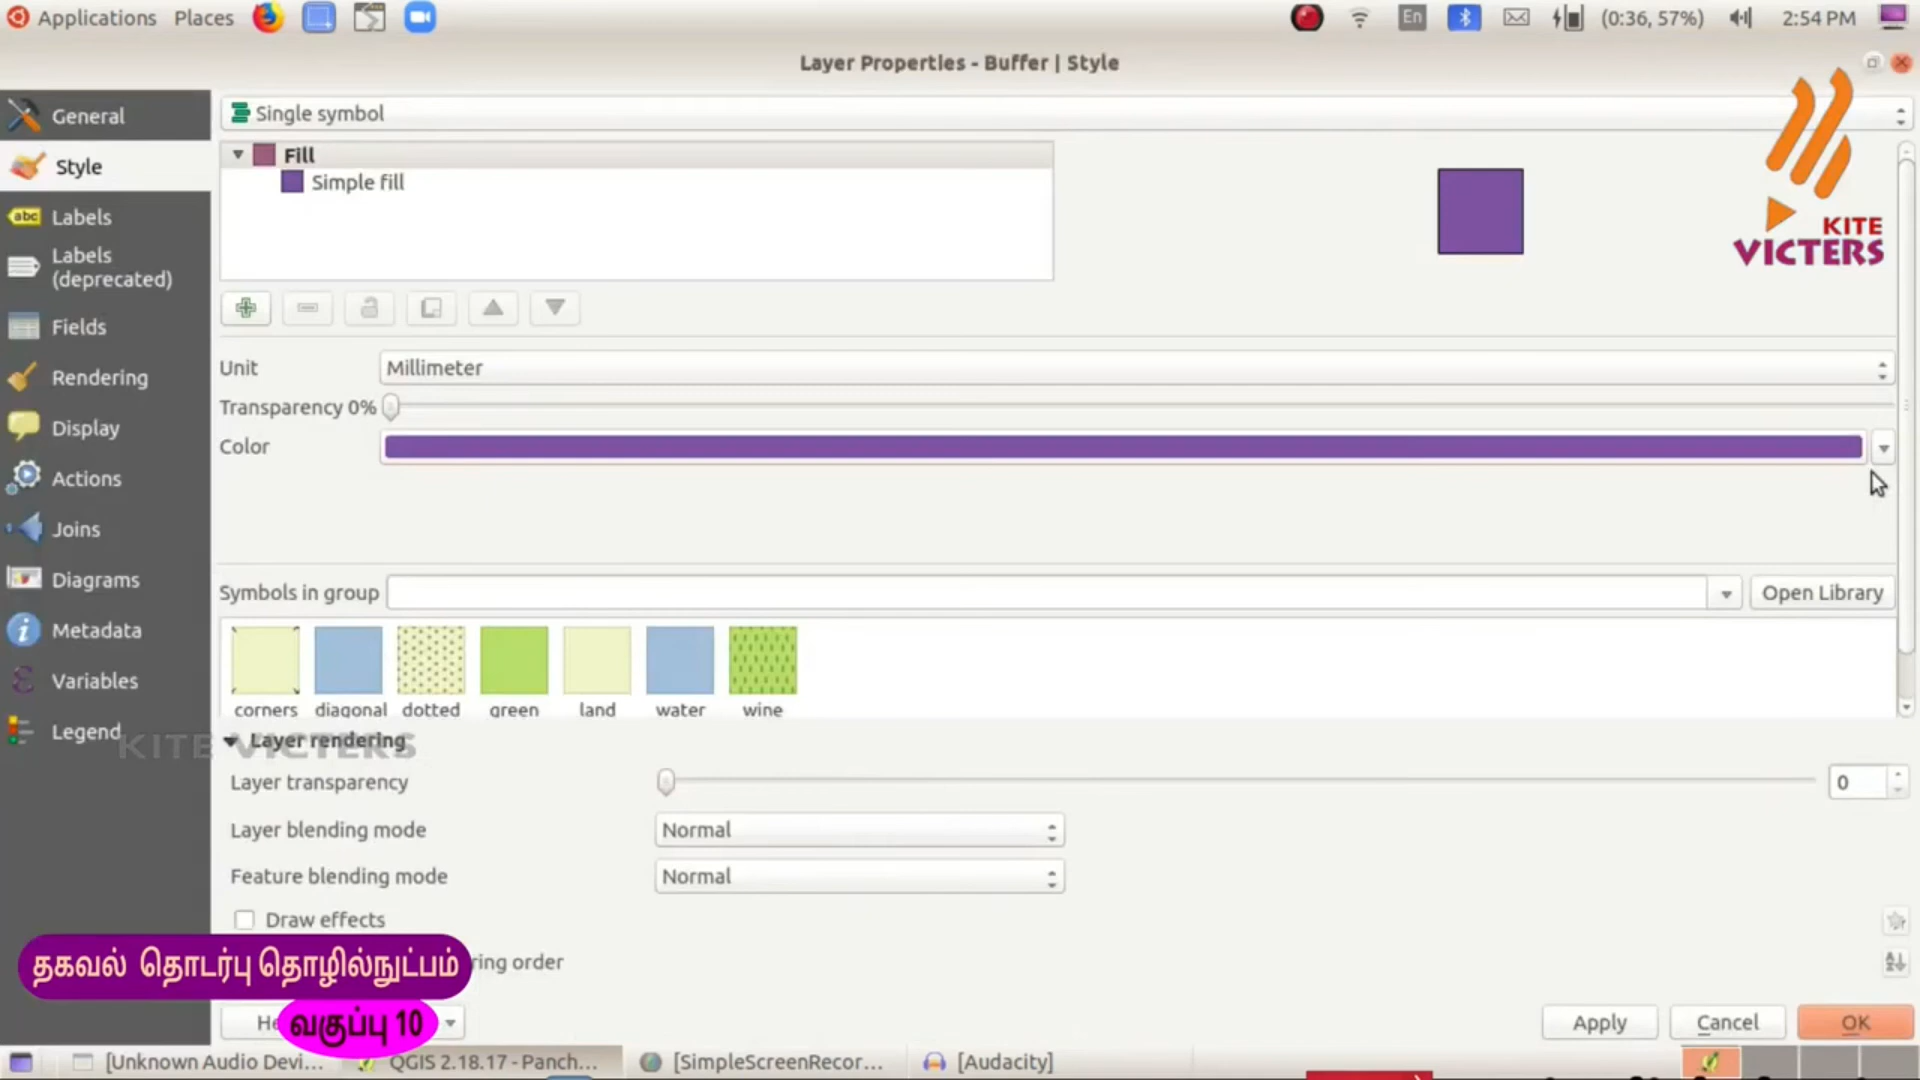 Applications Places En (0:36, 57%) 2:54 PM
Layer Properties - Buffer | Style
General
Single symbol
Fill
Style
Simple fill
abc Labels
KITE
VICTERS
Labels
(deprecated)
Fields
Unit Millimeter
Rendering
Transparency 0%
Display
Color
Actions
Joins
Diagrams
Symbols in group Open Library
Metadata
Variables
corners diagonal dotted green land water wine
Legend
KITE VICTERS
Layer rendering
Layer transparency 0
Layer blending mode Normal
Feature blending mode Normal
Draw effects
தகவல் தொடர்பு தொழில்நுட்பம்
ring order
வகுப்பு 10
Apply Cancel OK
[Unknown Audio Devi... QGIS 2.18.17 - Panch... [SimpleScreenRecor... [Audacity]